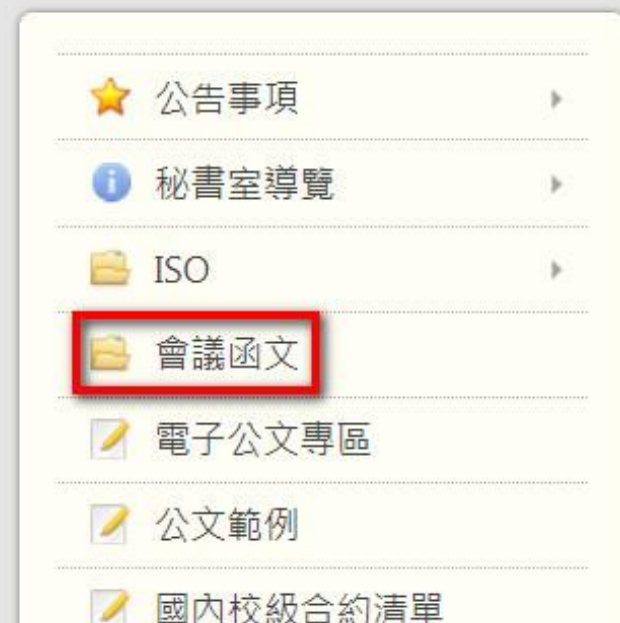 公告事項
秘書室導覽
ISO
會議函文
電子公文專區
公文範例
國內校級合約清單